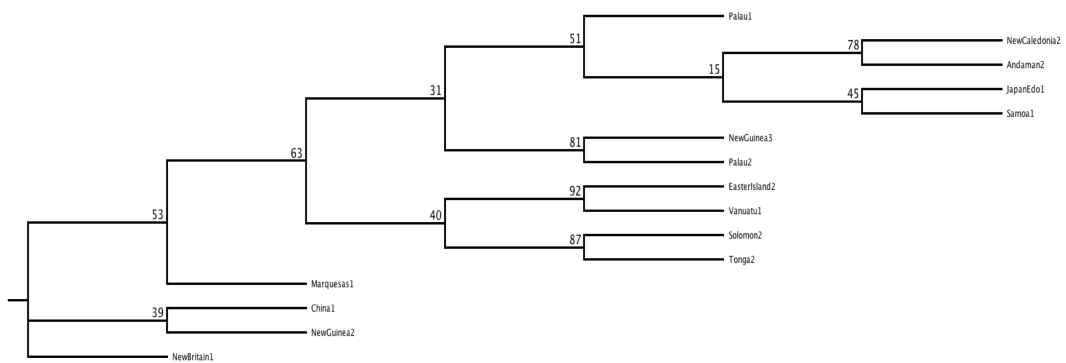 Palau1
51
78
NewCaledonia2
15
Andaman2
31
45
JapanEdo1
Samoa1
81
NewGuinea3
63
Palau2
92
EasterIsland2
53
40
Vanuatu1
87
Solomon2
Tonga2
Marquesas1
39
China1
NewGuinea2
NewBritain1